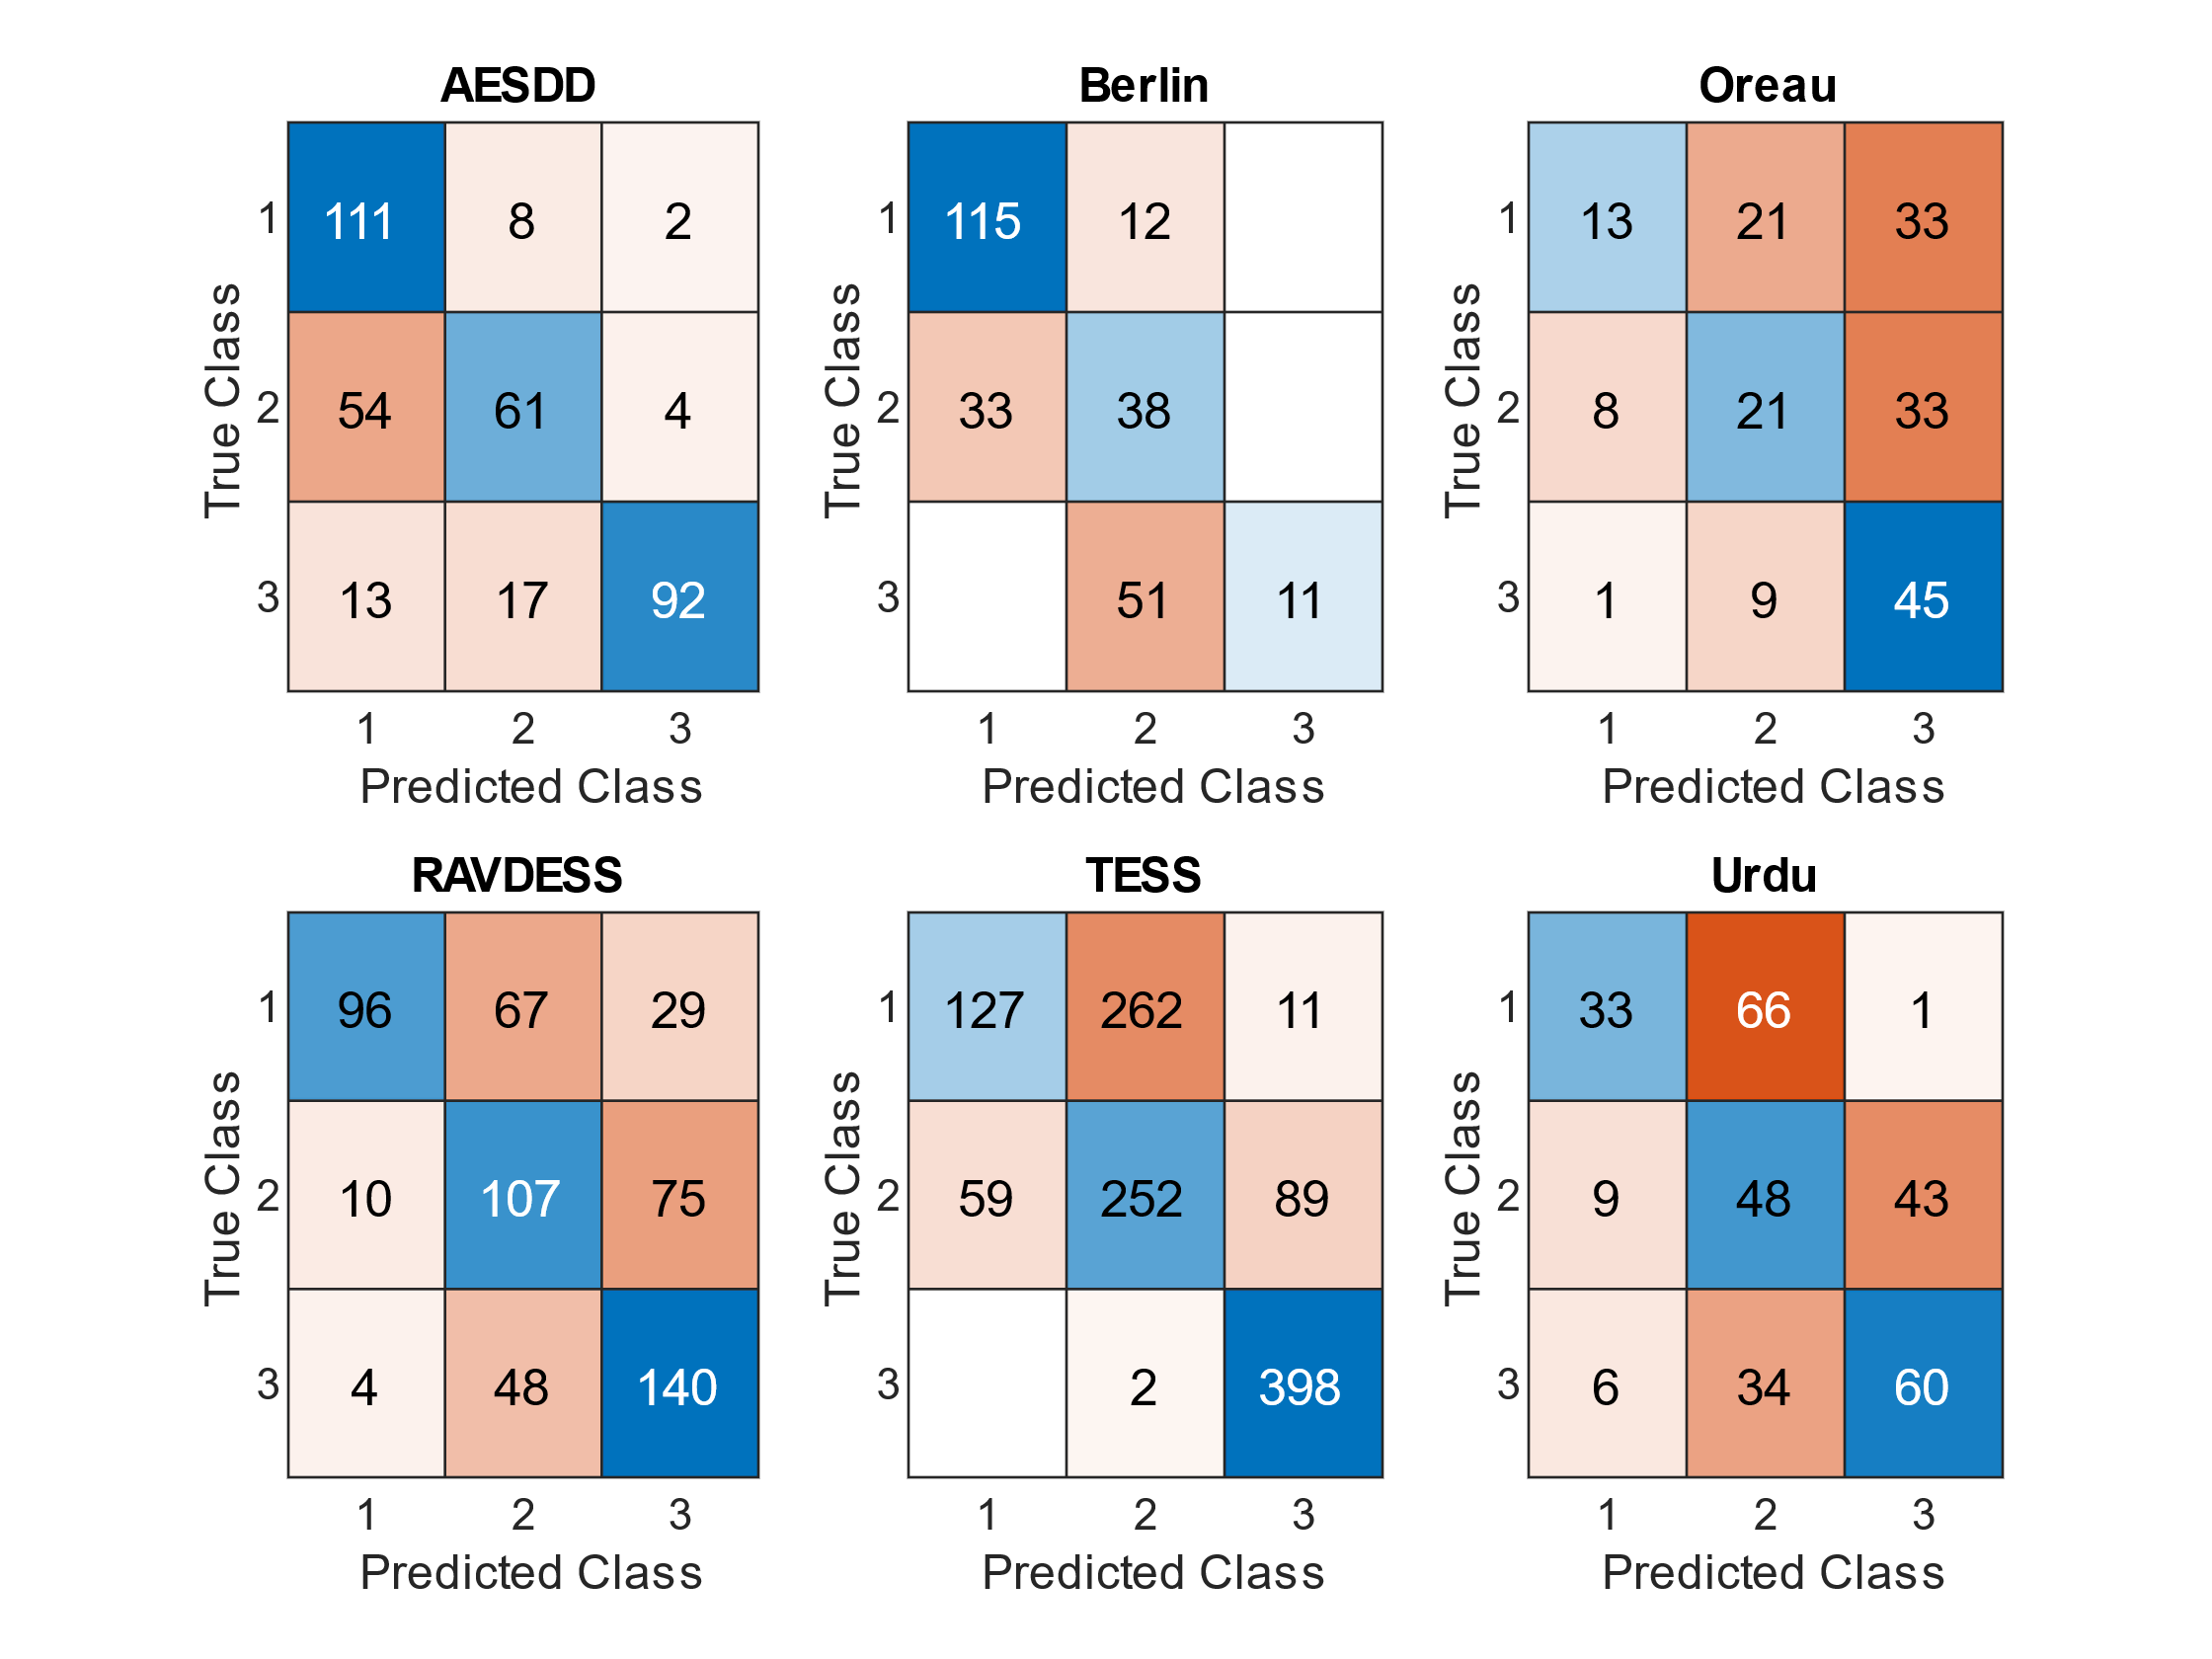 AESDD Berlin Oreau
1 111 8 2 1 115 12 1 13 21 33
True Class True Class True Class
2 54 61 4 2 33 38 2 8 21 33
3 13 17 92 3 51 11 3 1 9 45
1 2 3 1 2 3 1 2 3
Predicted Class Predicted Class Predicted Class
RAVDESS TESS Urdu
1 96 67 29 1 127 262 11 1 33 66 1
True Class True Class True Class
2 10 107 75 2 59 252 89 2 9 48 43
3 4 48 140 3 2 398 3 6 34 60
1 2 3 1 2 3 1 2 3
Predicted Class Predicted Class Predicted Class